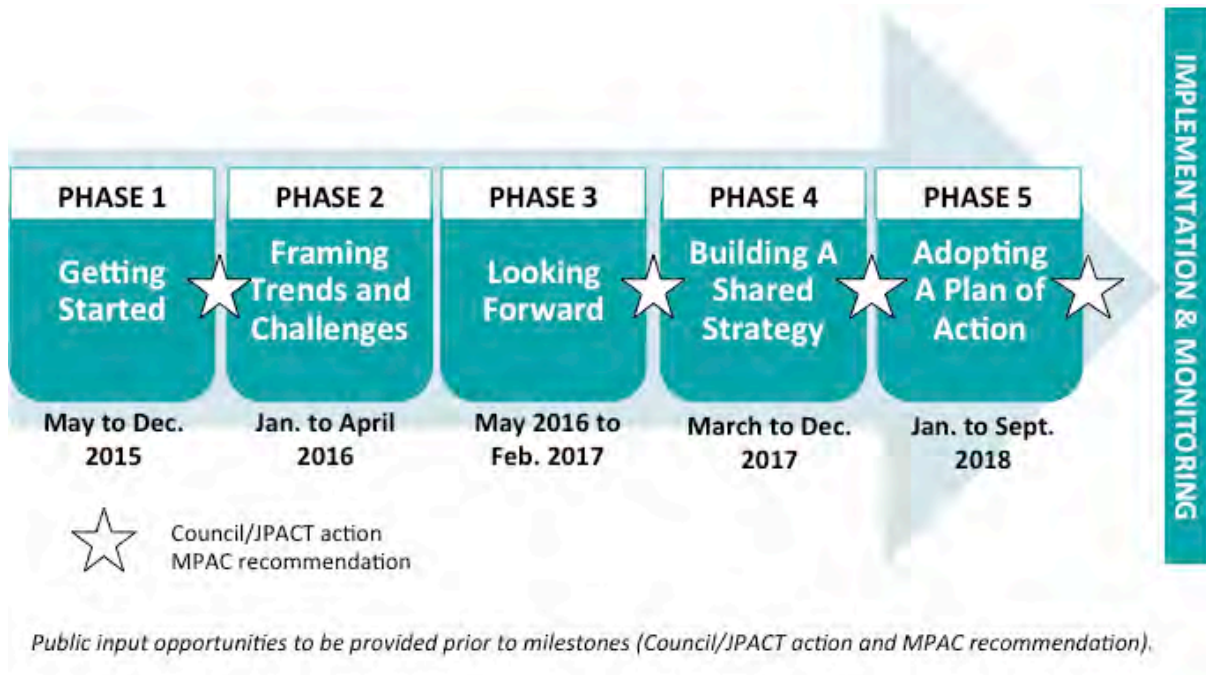 PHASE 1
Getting
Started
May to Dec.
2015
PHASE 2
Framing
Trends and
Challenges
Jan. to April
2016
PHASE 3
Looking
Forward
May 2016 to
Feb. 2017
PHASE 4
Building A
Shared
Strategy
March to Dec.
2017
PHASE 5
Adopting
A Plan of
Action
Jan. to Sept.
2018
IMPLEMENTATION & MONITORING
Council/JPACT action
MPAC recommendation
Public input opportunities to be provided prior to milestones (Council/JPACT action and MPAC recommendation).